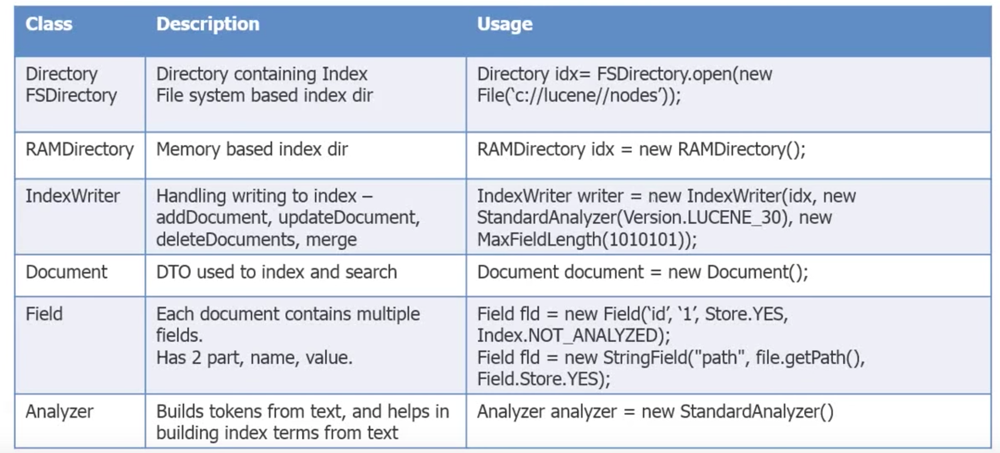 Class Description Usage
Directory
FSDirectory
Directory containing Index
File system based index dir
Directory idx= FSDirectory.open(new
File(‘c://lucene//nodes’));
RAMDirectory
Memory based index dir
RAMDirectory idx = new RAMDirectory();
IndexWriter
Handling writing to index –
addDocument, updateDocument,
deleteDocuments, merge
IndexWriter writer = new IndexWriter(idx, new
StandardAnalyzer(Version.LUCENE_30), new
MaxFieldLength(1010101));
Document
DTO used to index and search
Document document = new Document();
Field
Each document contains multiple
fields.
Has 2 part, name, value.
Field fld = new Field(‘id’, ‘1’, Store.YES,
Index.NOT_ANALYZED);
Field fld = new StringField("path", file.getPath(),
Field.Store.YES);
Analyzer
Builds tokens from text, and helps in
building index terms from text
Analyzer analyzer = new StandardAnalyzer()